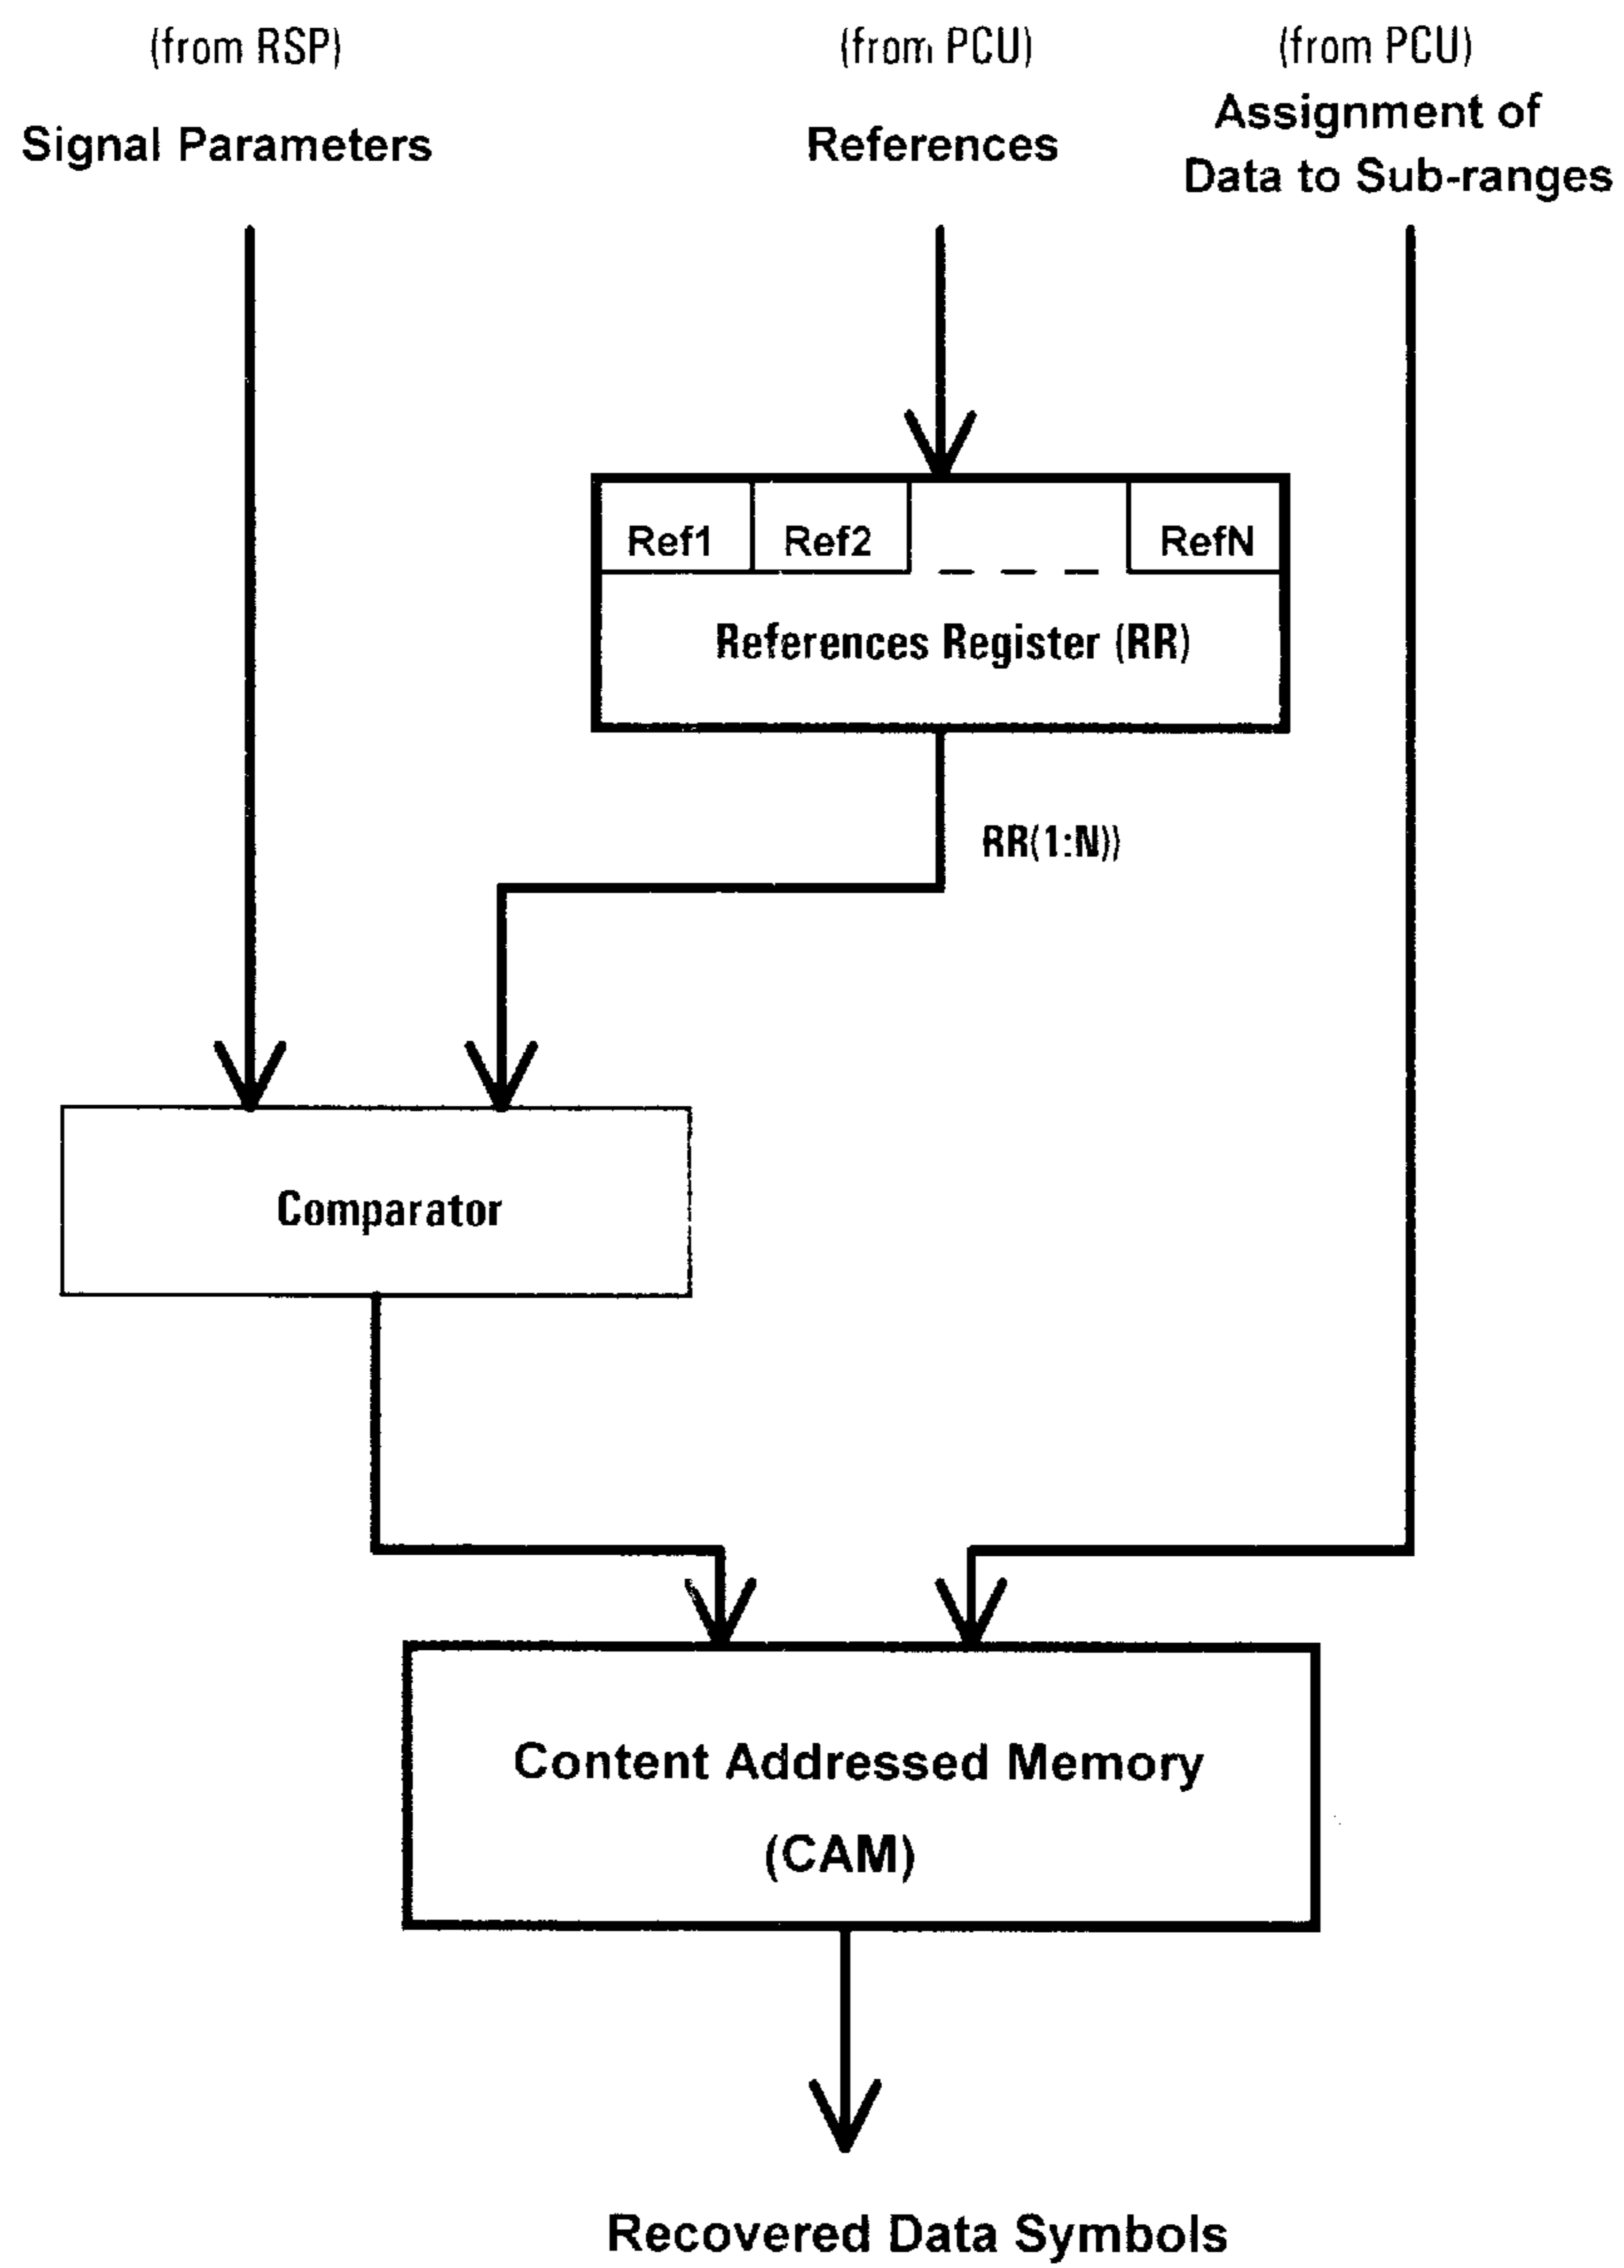 (from RSP)
Signal Parameters
(from PCU)
References
(from PCU)
Assignment of
Data to Sub-ranges
Ref1
Ref2
RefN
References Register (RR)
RR(1:N))
Comparator
Content Addressed Memory
(CAM)
Recovered Data Symbols